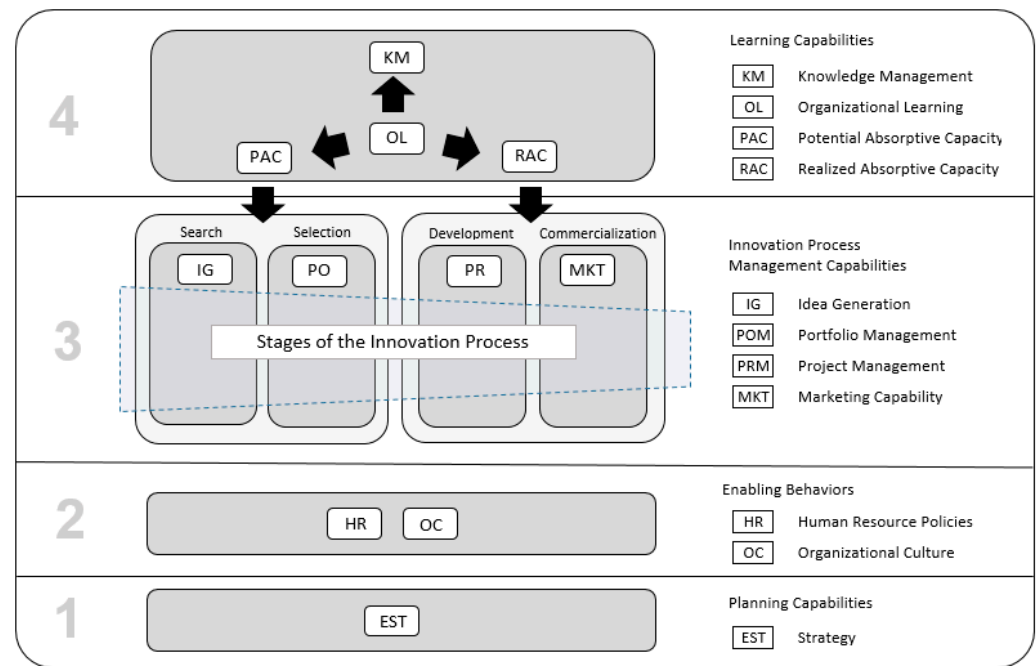 4
KM
OL
PAC
RAC
Learning Capabilities
KM Knowledge Management
OL Organizational Learning
PAC Potential Absorptive Capacity
RAC Realized Absorptive Capacity
3
Search
Selection
Development
Commercialization
IG
PO
PR
MKT
Stages of the Innovation Process
Innovation Process
Management Capabilities
IG Idea Generation
POM Portfolio Management
PRM Project Management
MKT Marketing Capability
2
HR
OC
Enabling Behaviors
HR Human Resource Policies
OC Organizational Culture
1
EST
Planning Capabilities
EST Strategy